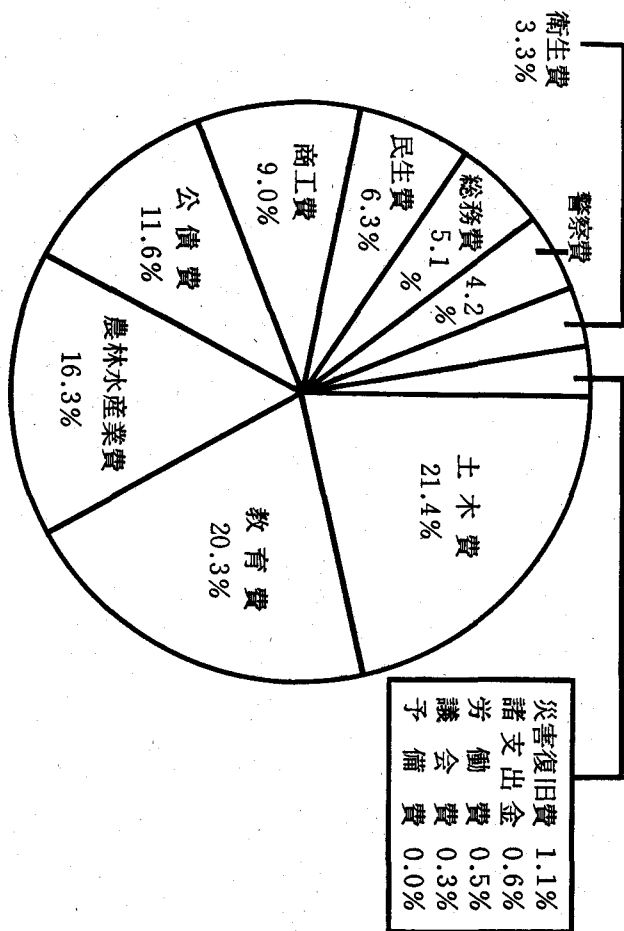 土木費
21.4%
教育費
20.3%
農林水産業費
16.3%
公債費
11.6%
商工費
9.0%
民生費
6.3%
総務費
5.1
%
警察費
4.2
%
衛生費
3.3%
災害復旧費 1.1%
諸支出金 0.6%
労働費 0.5%
議会費 0.3%
予備費 0.0%